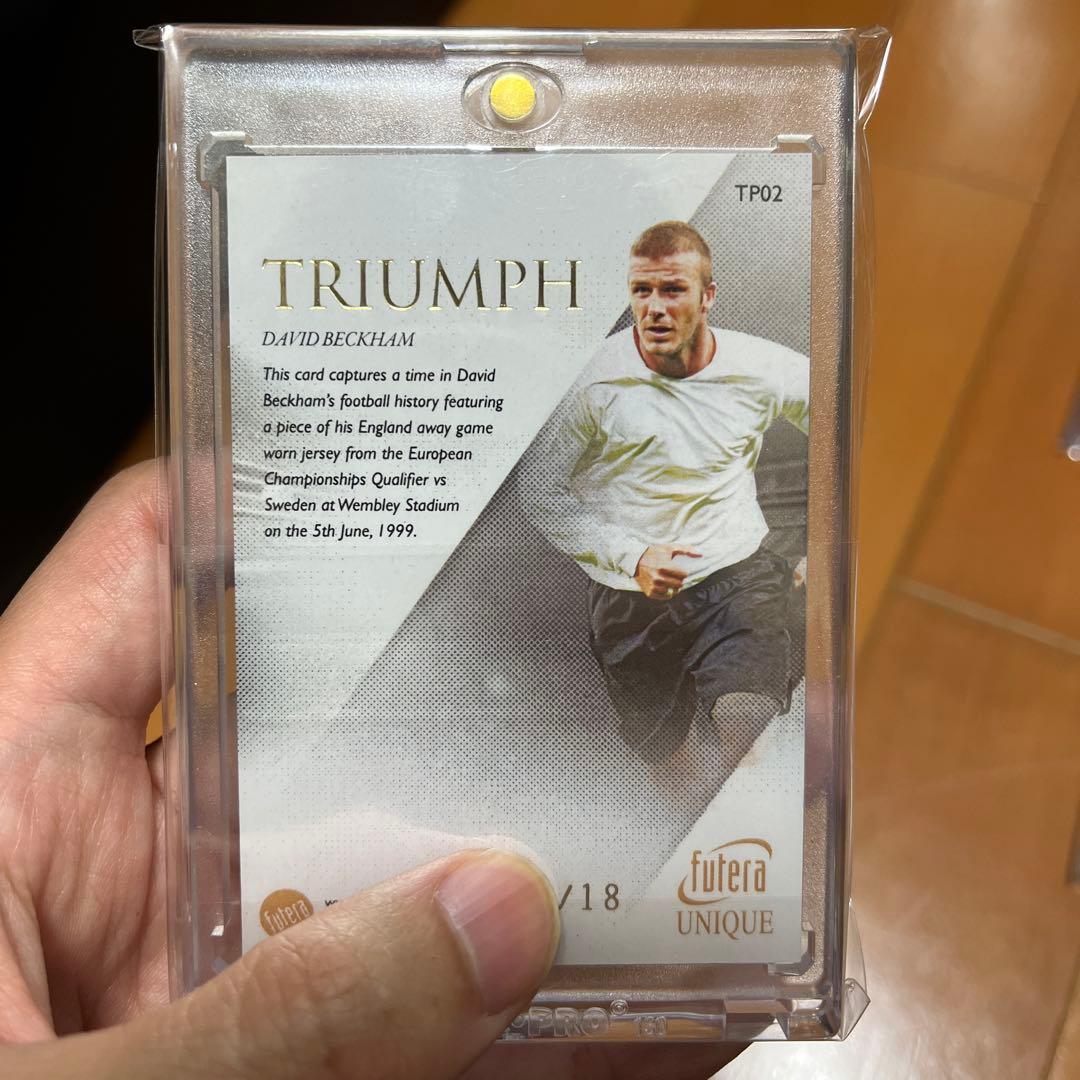 TP02
TRIUMPH
DAVID BECKHAM
This card captures a time in David
Beckham's football history featuring
a piece of his England away game
worn jersey from the European
Championships Qualifier vs
Sweden at Wembley Stadium
on the 5th June, 1999.
futera
UNIQUE
futera
/18
PRO